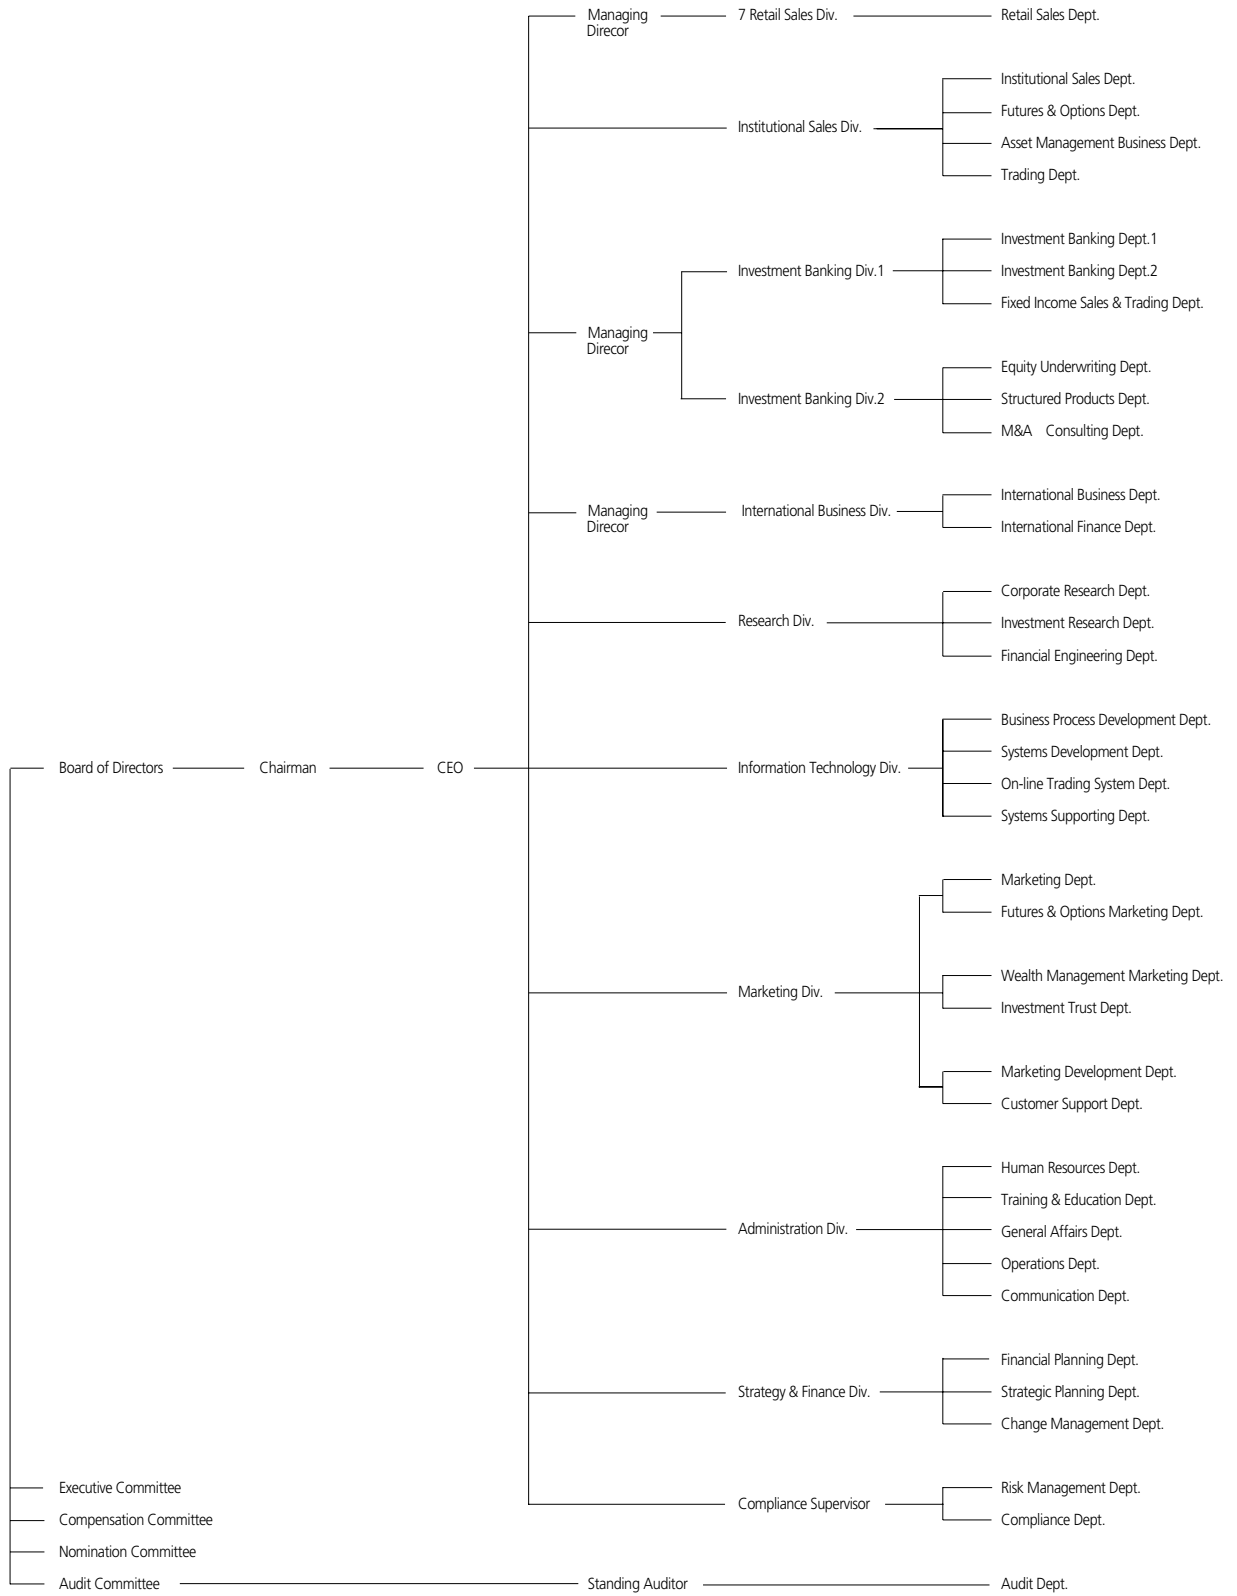 Managing
Direcor
7 Retail Sales Div.
Retail Sales Dept.
Institutional Sales Div.
Institutional Sales Dept.
Futures & Options Dept.
Asset Management Business Dept.
Trading Dept.
Managing
Direcor
Investment Banking Div.1
Investment Banking Dept.1
Investment Banking Dept.2
Fixed Income Sales & Trading Dept.
Investment Banking Div.2
Equity Underwriting Dept.
Structured Products Dept.
M&A Consulting Dept.
Managing
Direcor
International Business Div.
International Business Dept.
International Finance Dept.
Research Div.
Corporate Research Dept.
Investment Research Dept.
Financial Engineering Dept.
Board of Directors
Chairman
CEO
Information Technology Div.
Business Process Development Dept.
Systems Development Dept.
On-line Trading System Dept.
Systems Supporting Dept.
Marketing Div.
Marketing Dept.
Futures & Options Marketing Dept.
Wealth Management Marketing Dept.
Investment Trust Dept.
Marketing Development Dept.
Customer Support Dept.
Administration Div.
Human Resources Dept.
Training & Education Dept.
General Affairs Dept.
Operations Dept.
Communication Dept.
Strategy & Finance Div.
Financial Planning Dept.
Strategic Planning Dept.
Change Management Dept.
Compliance Supervisor
Risk Management Dept.
Compliance Dept.
Executive Committee
Compensation Committee
Nomination Committee
Audit Committee
Standing Auditor
Audit Dept.